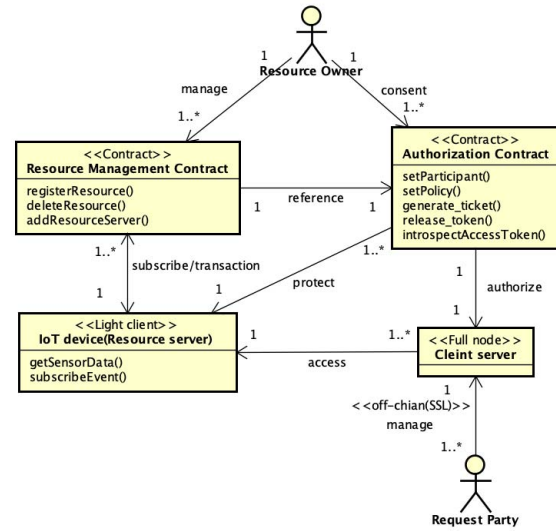 1
1
Resource Owner
manage
consent
1..*
1..*
<<Contract>>
Resource Management Contract
registerResource()
deleteResource()
addResourceServer()
<<Contract>>
Authorization Contract
setParticipant()
setPolicy()
generate_ticket()
release_token()
introspectAccessToken()
reference
1
1
1..*
1..*
subscribe/transaction
protect
1
authorize
1
1
1
<<Light client>>
IoT device(Resource server)
getSensorData()
subscribeEvent()
1
1..*
access
<<Full node>>
Cleint server
1
<<off-chian(SSL)>>
manage
1..*
Request Party